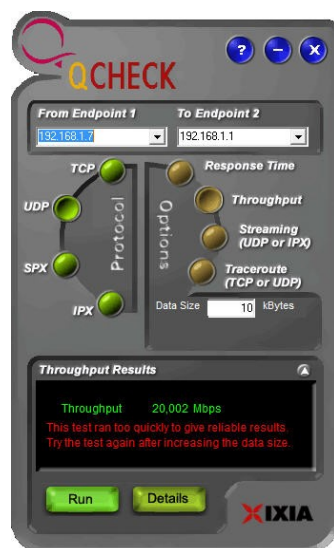 QCHECK
? – X
From Endpoint 1 To Endpoint 2
192.168.1.7 192.168.1.1
TCP
UDP
SPX
IPX
Protocol
Options
Response Time
Throughput
Streaming
(UDP or IPX)
Traceroute
(TCP or UDP)
Data Size 10 kBytes
Throughput Results
Throughput 20,002 Mbps
This test ran too quickly to give reliable results.
Try the test again after increasing the data size.
Run Details
XIXIA